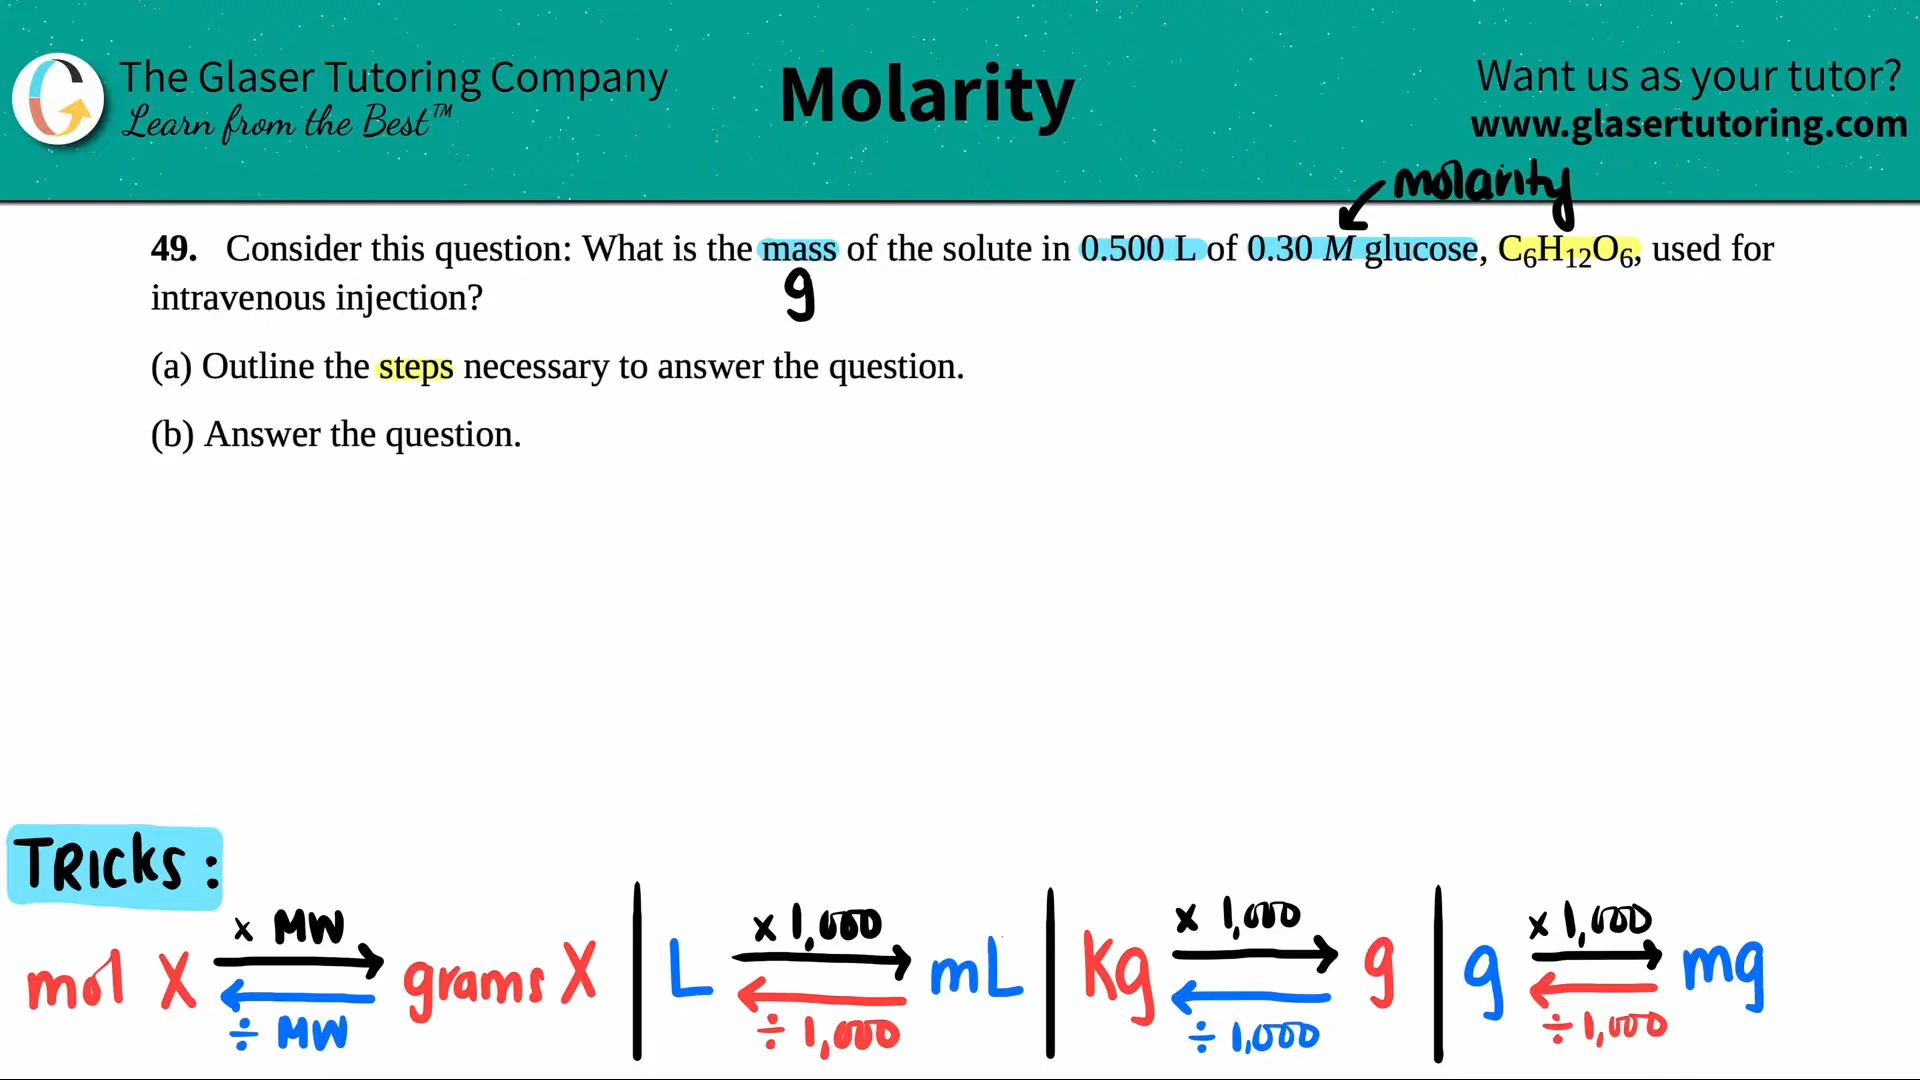 The Glaser Tutoring Company
Learn from the Best™
Molarity
Want us as your tutor?
www.glasertutoring.com
molarity
49. Consider this question: What is the mass of the solute in 0.500 L of 0.30 M glucose, C₆H₁₂O₆, used for
intravenous injection?
g
(a) Outline the steps necessary to answer the question.
(b) Answer the question.
TRICKS:
x MW
mol X grams X
÷ MW
x 1,000
L mL
÷ 1,000
x 1,000
Kg g
÷ 1,000
x 1,000
g mg
÷ 1,000